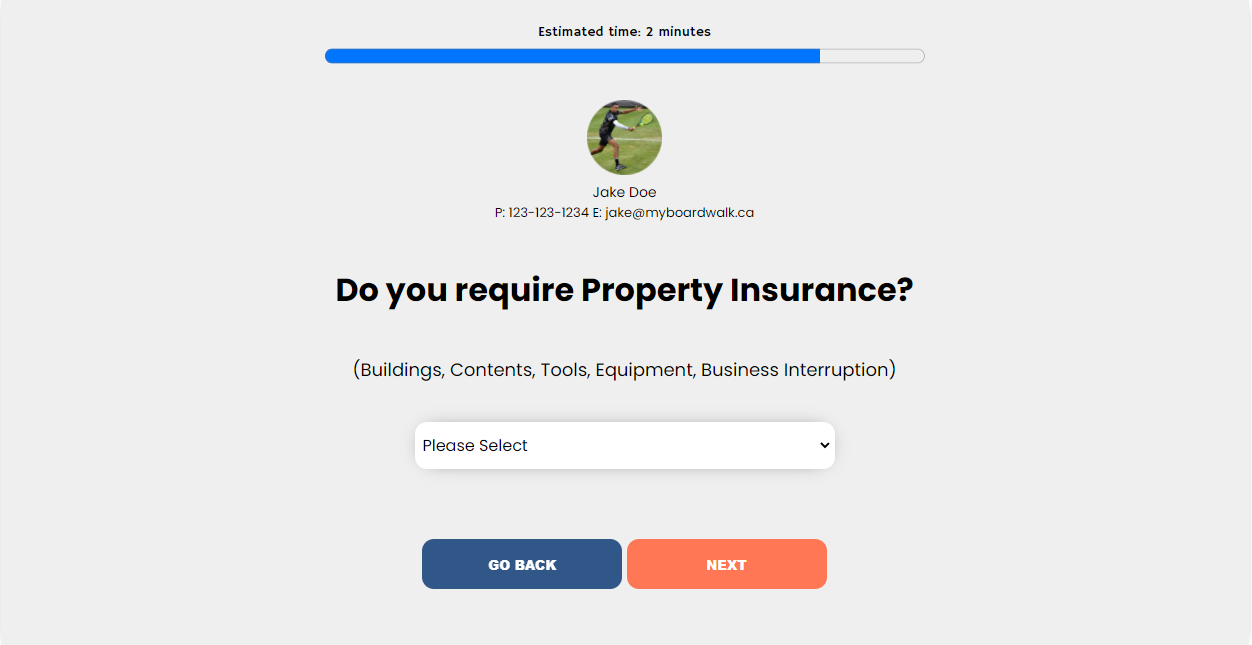 Estimated time: 2 minutes
Jake Doe
P: 123-123-1234 E: jake@myboardwalk.ca
Do you require Property Insurance?
(Buildings, Contents, Tools, Equipment, Business Interruption)
Please Select
GO BACK NEXT